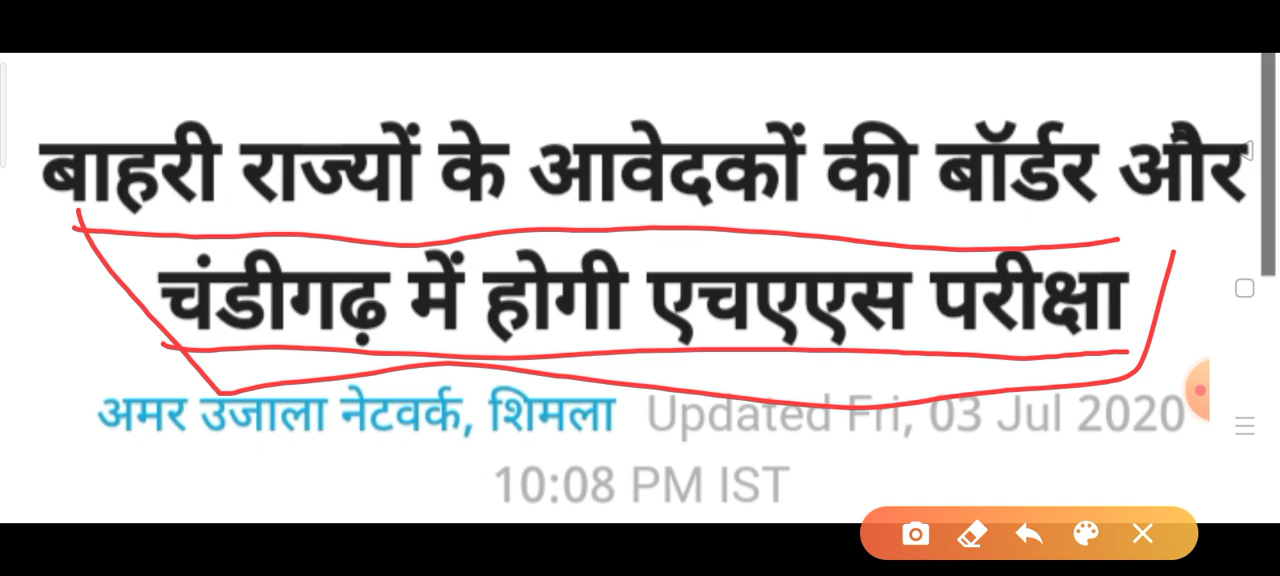 बाहरी राज्यों के आवेदकों की बॉर्डर और
चंडीगढ़ में होगी एचएएस परीक्षा
अमर उजाला नेटवर्क, शिमला Updated Fri, 03 Jul 2020
10:08 PM IST